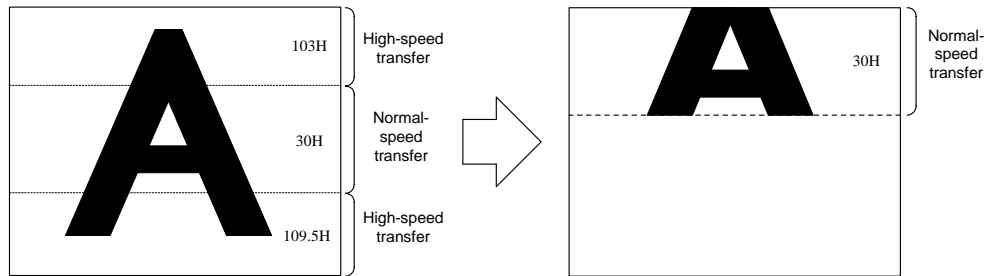 103H
High-speed
transfer
30H
Normal-
speed
transfer
109.5H
High-speed
transfer
A
30H
Normal-
speed
transfer
A